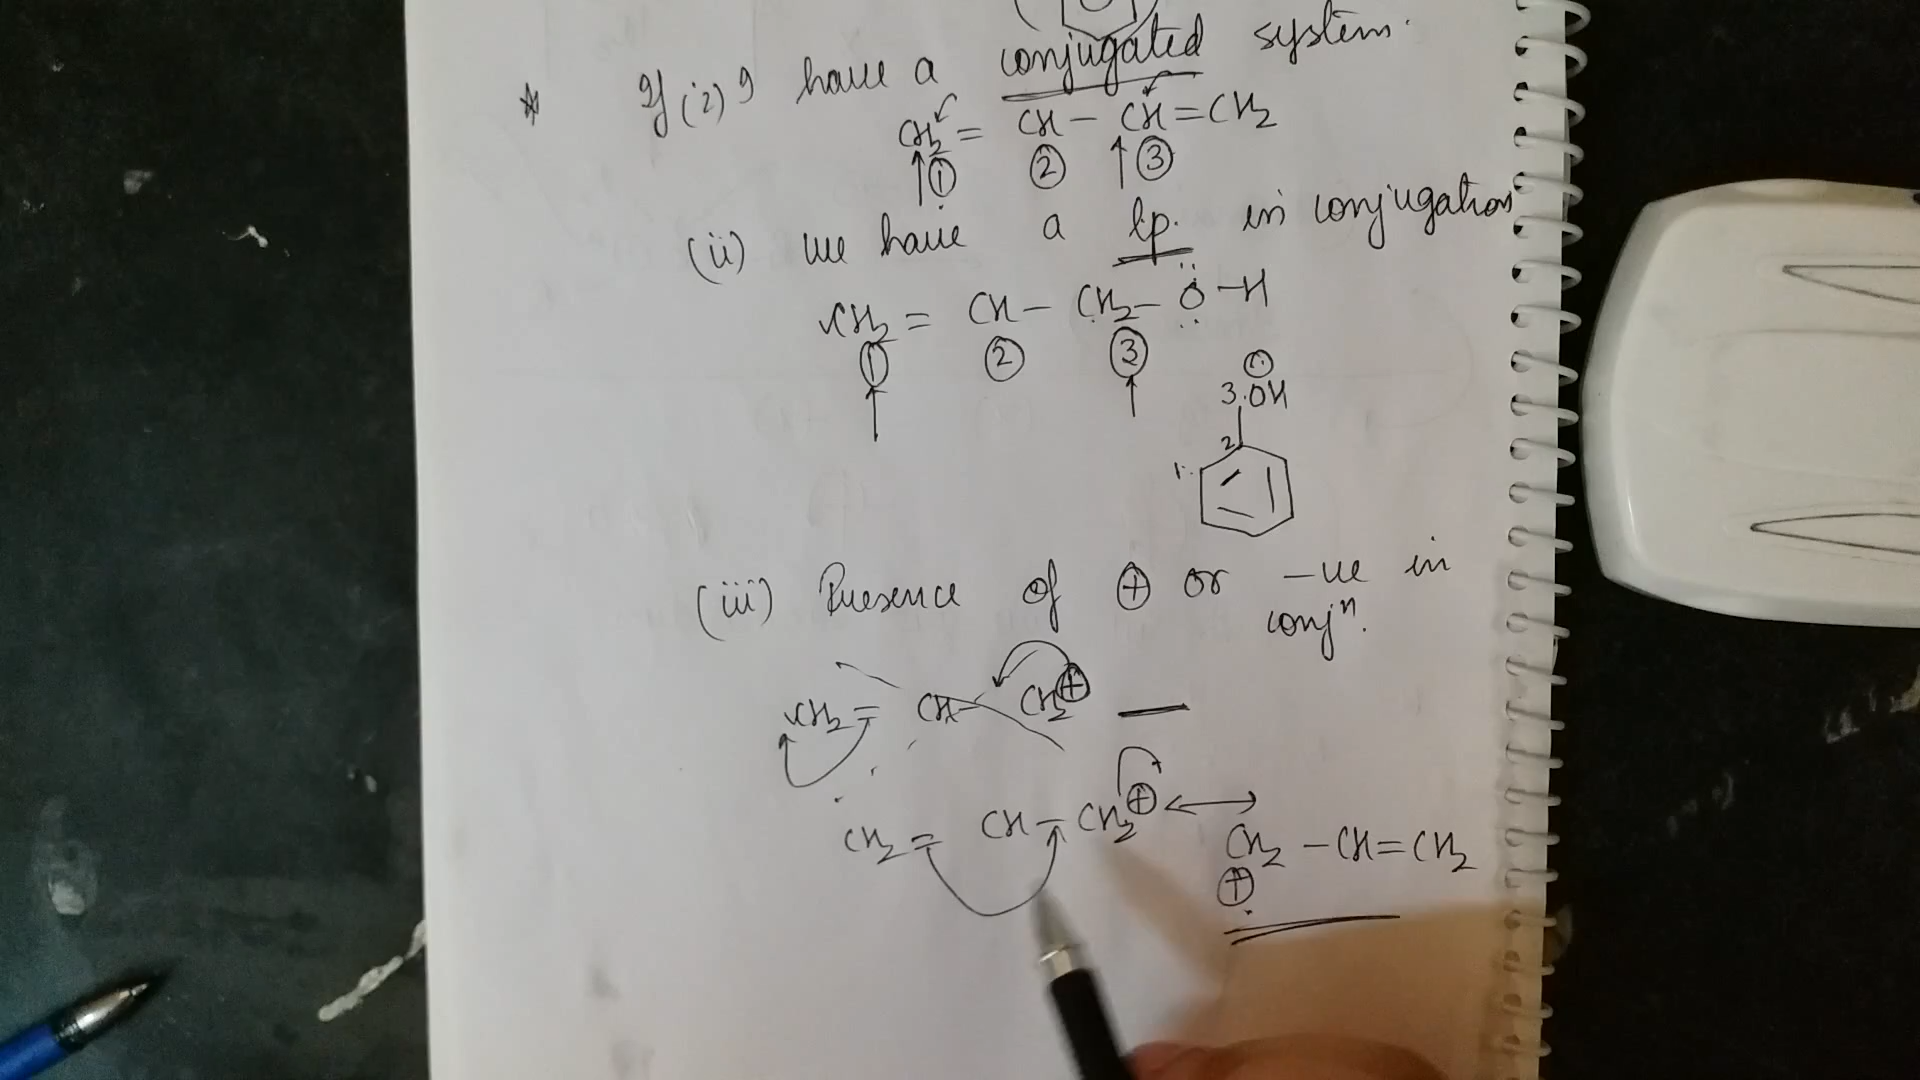 If (i) I have a conjugated system.
CH2 = CH - CH = CH2
① ② ③
(ii) we have a lp. in conjugation
CH2 = CH - CH2 - O - H
① ② ③
3. OH
2
1.
(iii) Presence of ⊕ or -ve in
conjⁿ.
CH2 = CH - CH2 ⊕
CH2 = CH - CH2 ⊕ ↔
CH2 - CH = CH2
⊕